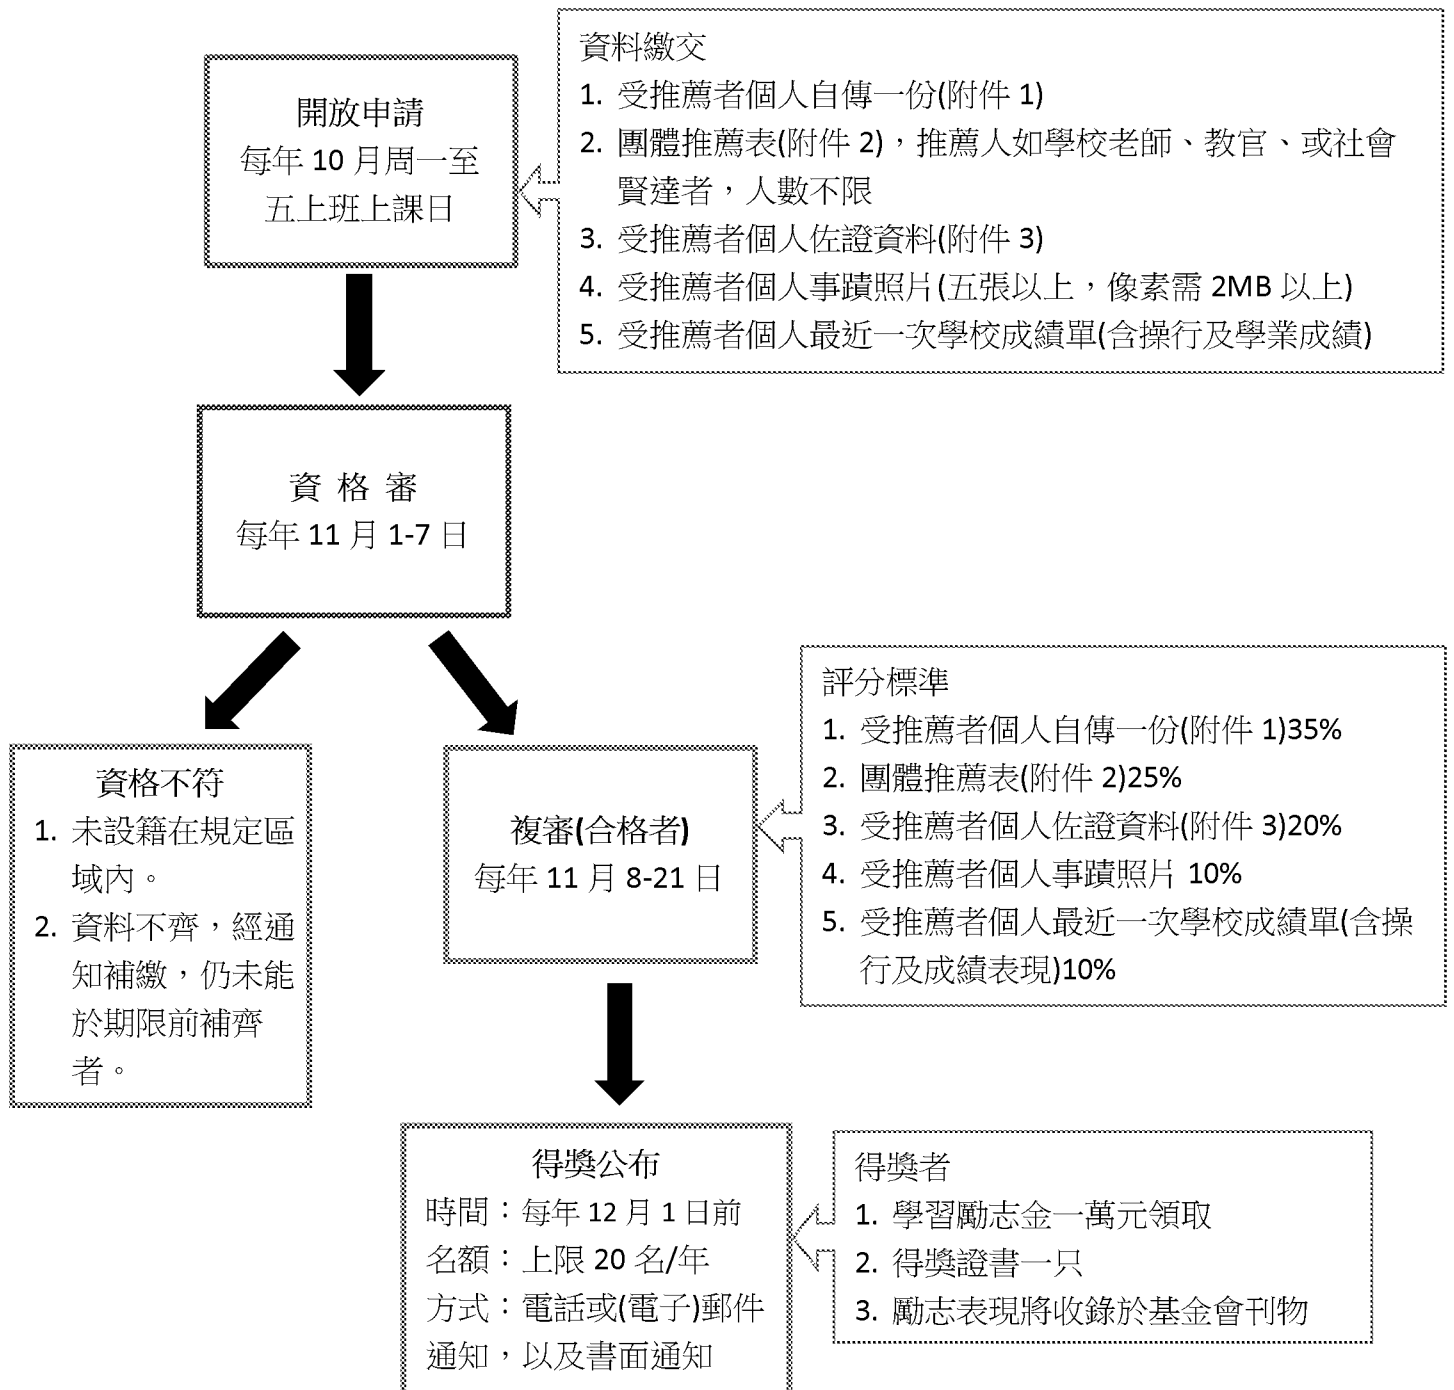 開放申請
每年 10 月周一至
五上班上課日
資料繳交
1. 受推薦者個人自傳一份(附件 1)
2. 團體推薦表(附件 2)，推薦人如學校老師、教官、或社會
賢達者，人數不限
3. 受推薦者個人佐證資料(附件 3)
4. 受推薦者個人事蹟照片(五張以上，像素需 2MB 以上)
5. 受推薦者個人最近一次學校成績單(含操行及學業成績)
資 格 審
每年 11 月 1-7 日
資格不符
1. 未設籍在規定區
域內。
2. 資料不齊，經通
知補繳，仍未能
於期限前補齊
者。
複審(合格者)
每年 11 月 8-21 日
評分標準
1. 受推薦者個人自傳一份(附件 1)35%
2. 團體推薦表(附件 2)25%
3. 受推薦者個人佐證資料(附件 3)20%
4. 受推薦者個人事蹟照片 10%
5. 受推薦者個人最近一次學校成績單(含操
行及成績表現)10%
得獎公布
時間：每年 12 月 1 日前
名額：上限 20 名/年
方式：電話或(電子)郵件
通知，以及書面通知
得獎者
1. 學習勵志金一萬元領取
2. 得獎證書一只
3. 勵志表現將收錄於基金會刊物